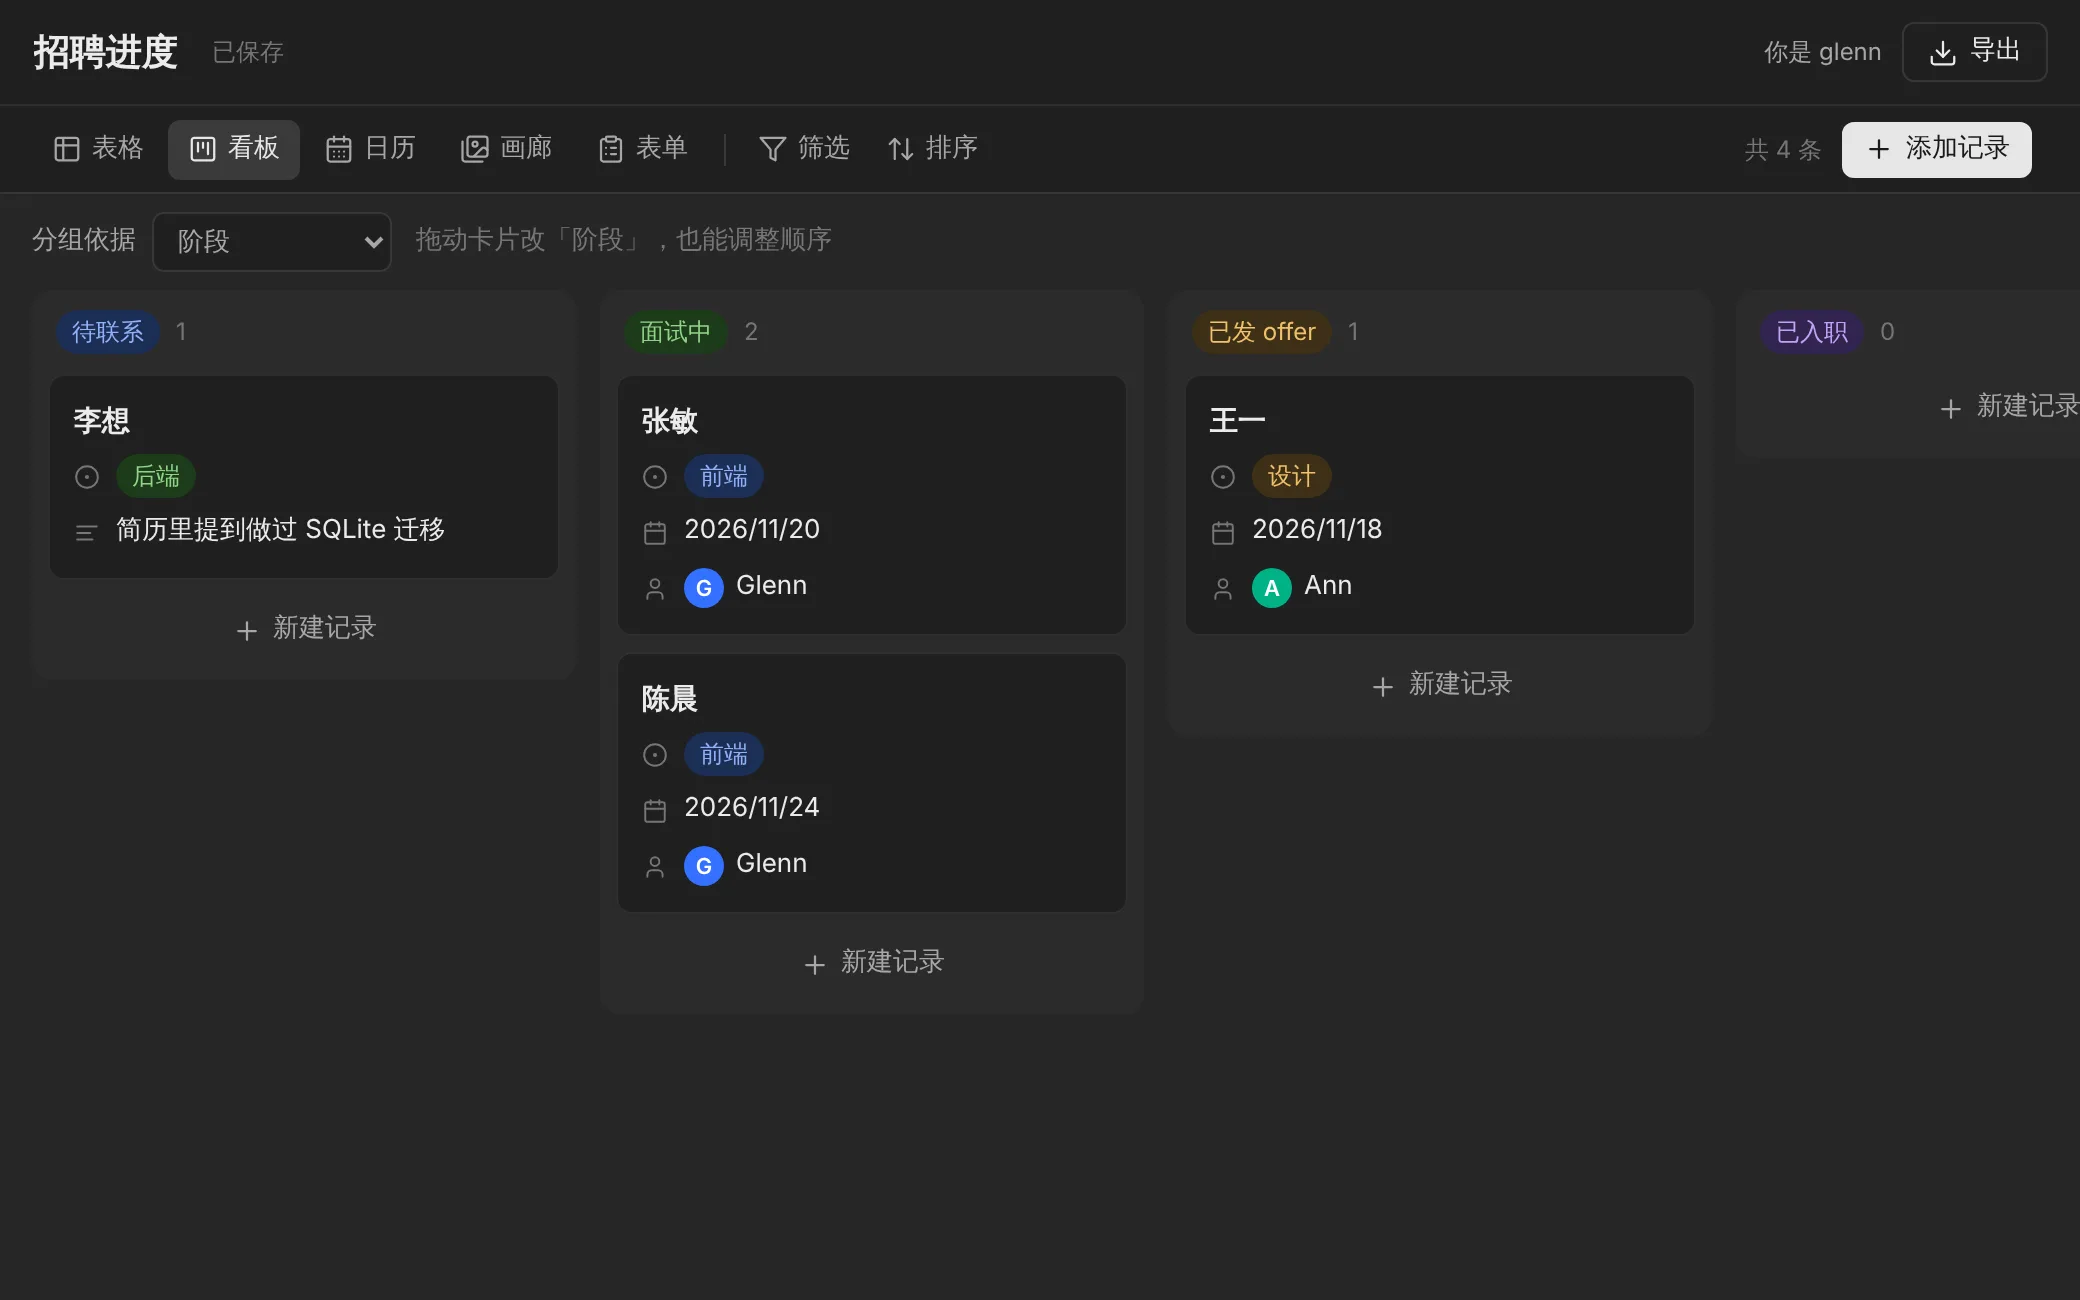 招聘进度 已保存 你是 glenn 导出
表格 看板 日历 画廊 表单 筛选 排序 共 4 条 添加记录
分组依据 阶段 拖动卡片改「阶段」，也能调整顺序
待联系 1
李想
后端
简历里提到做过 SQLite 迁移
新建记录
面试中 2
张敏
前端
2026/11/20
G Glenn
陈晨
前端
2026/11/24
G Glenn
新建记录
已发 offer 1
王一
设计
2026/11/18
A Ann
新建记录
已入职 0
新建记录